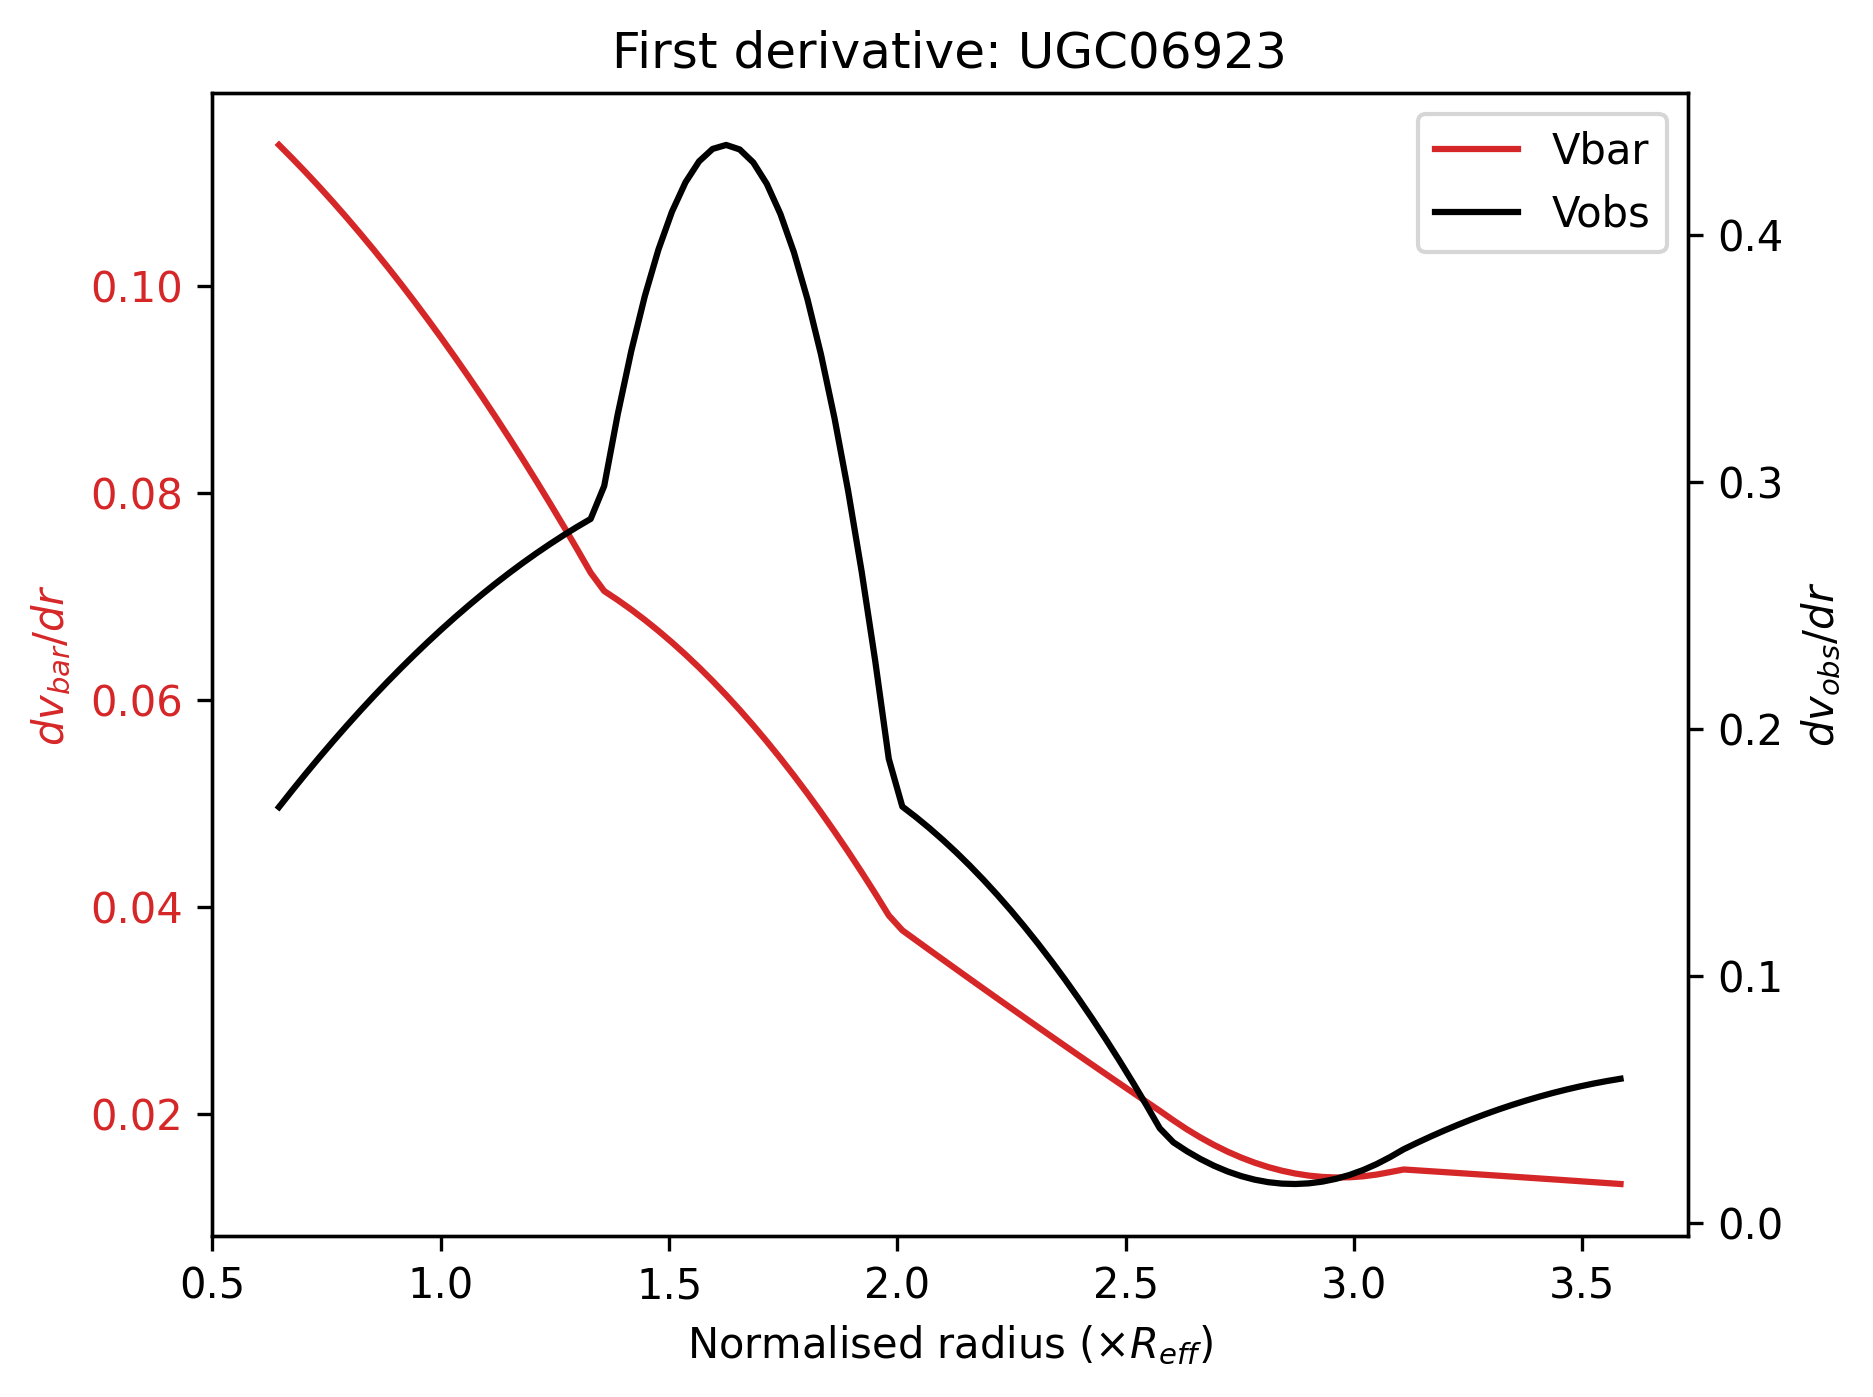 First derivative: UGC06923
Vbar
Vobs
0.10
0.08
0.06
0.04
0.02
dv_bar/dr
0.4
0.3
0.2
0.1
0.0
dv_obs/dr
0.5 1.0 1.5 2.0 2.5 3.0 3.5
Normalised radius (×R_eff)